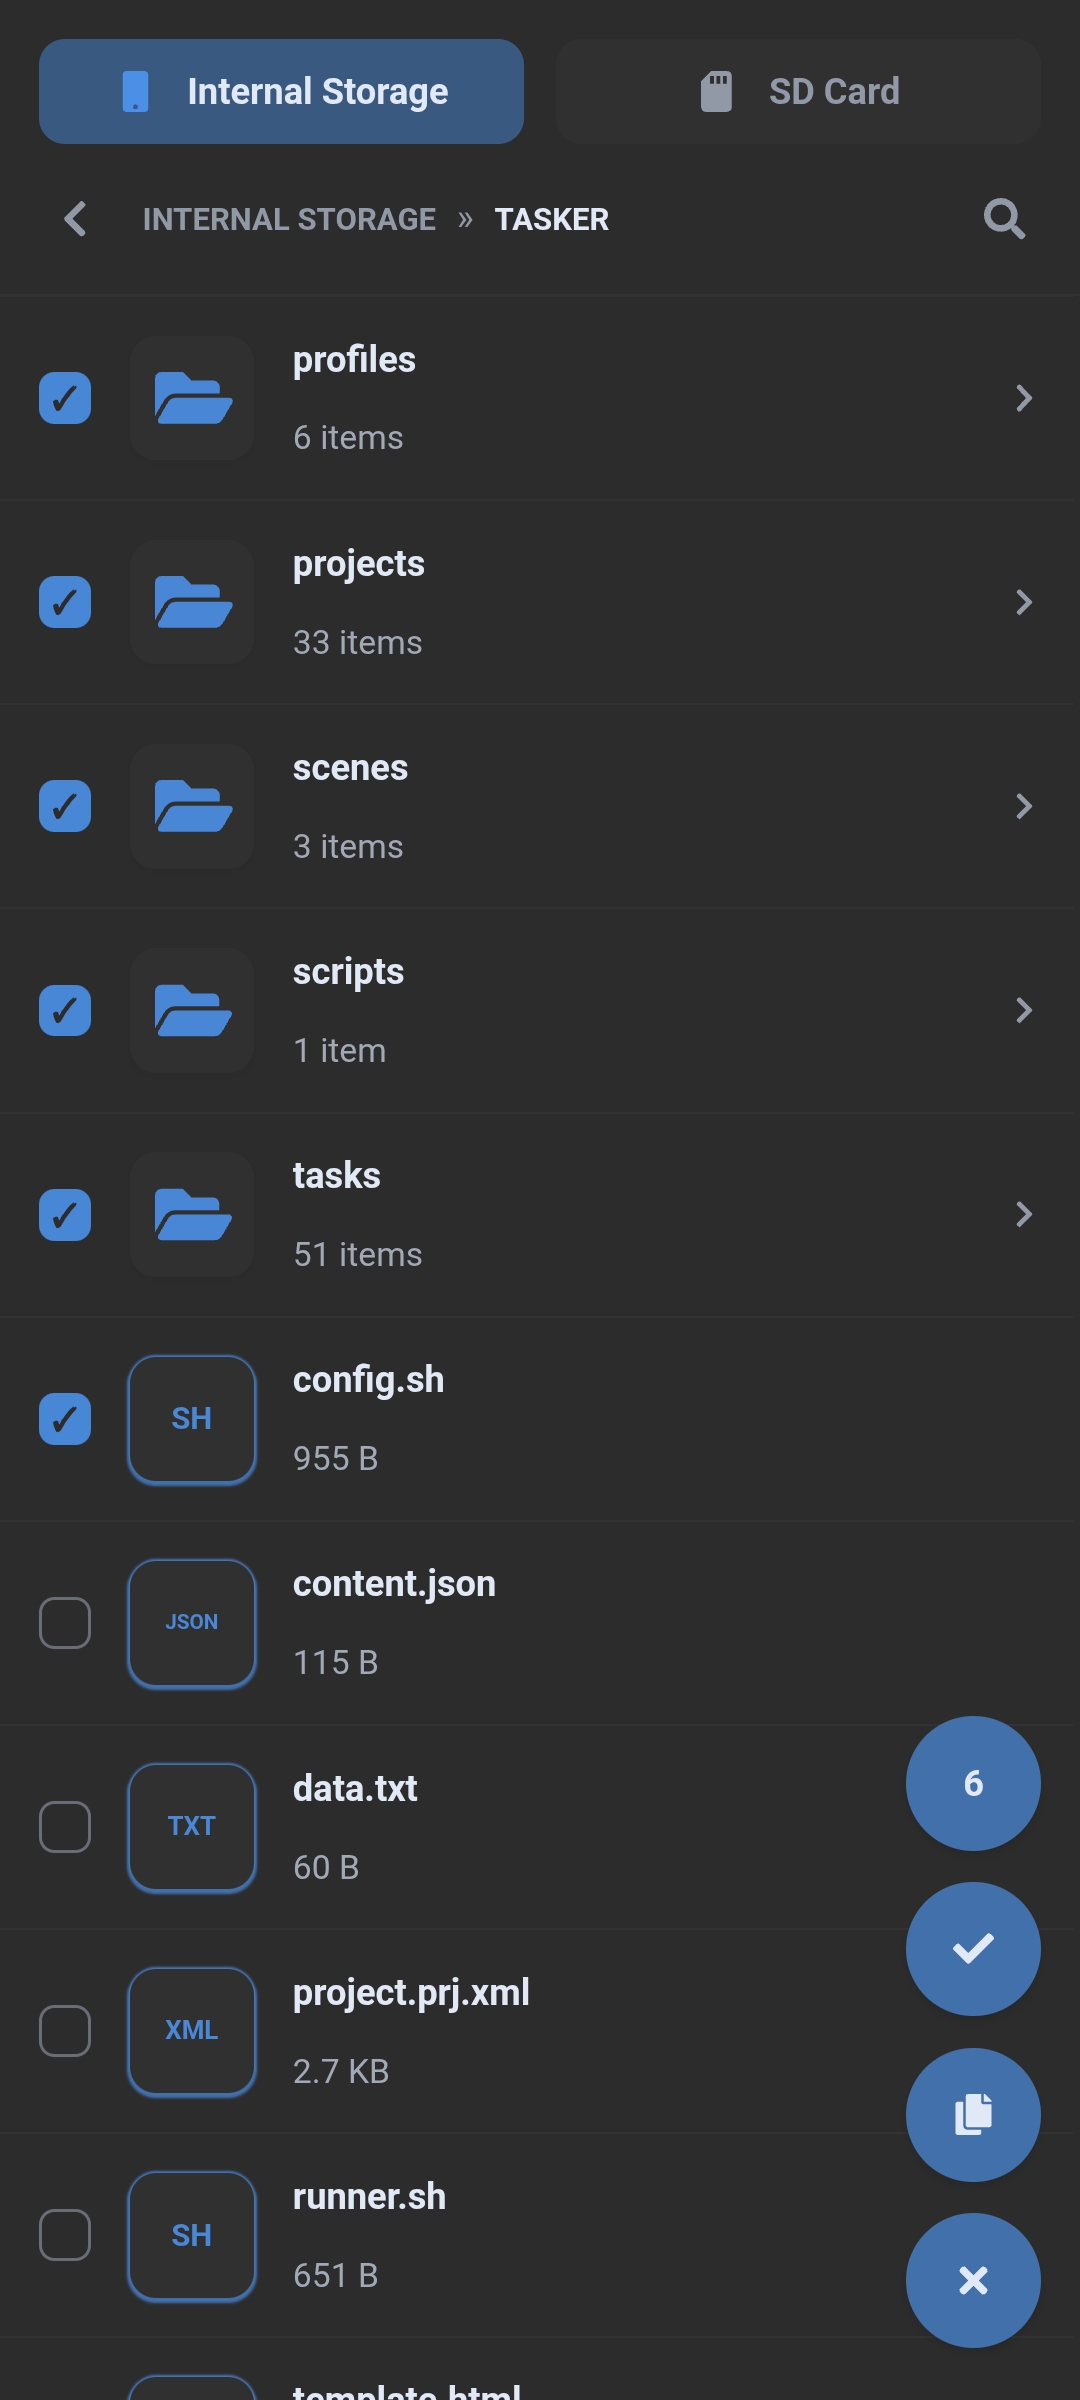 Internal Storage
SD Card
INTERNAL STORAGE » TASKER
profiles
6 items
projects
33 items
scenes
3 items
scripts
1 item
tasks
51 items
SH
config.sh
955 B
JSON
content.json
115 B
TXT
data.txt
60 B
6
XML
project.prj.xml
2.7 KB
SH
runner.sh
651 B
template.html